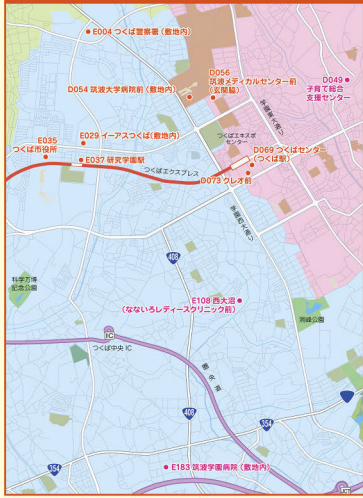 E004 つくば警察署（敷地内）
D056
筑波メディカルセンター前
（玄関脇）
D049
子育て総合
支援センター
D054 筑波大学病院前（敷地内）
学園東大通り
E029 イーアスつくば（敷地内）
つくばエキスポ
センター
E035
つくば市役所
D069 つくばセンター
（つくば駅）
E037 研究学園駅
つくばエクスプレス
D073 クレオ前
学園西大通り
408
科学万博
記念公園
E108 西大沼
（なないろレディースクリニック前）
洞峰公園
IC
つくば中央 IC
圏央道
408
354
354
E183 筑波学園病院（敷地内）